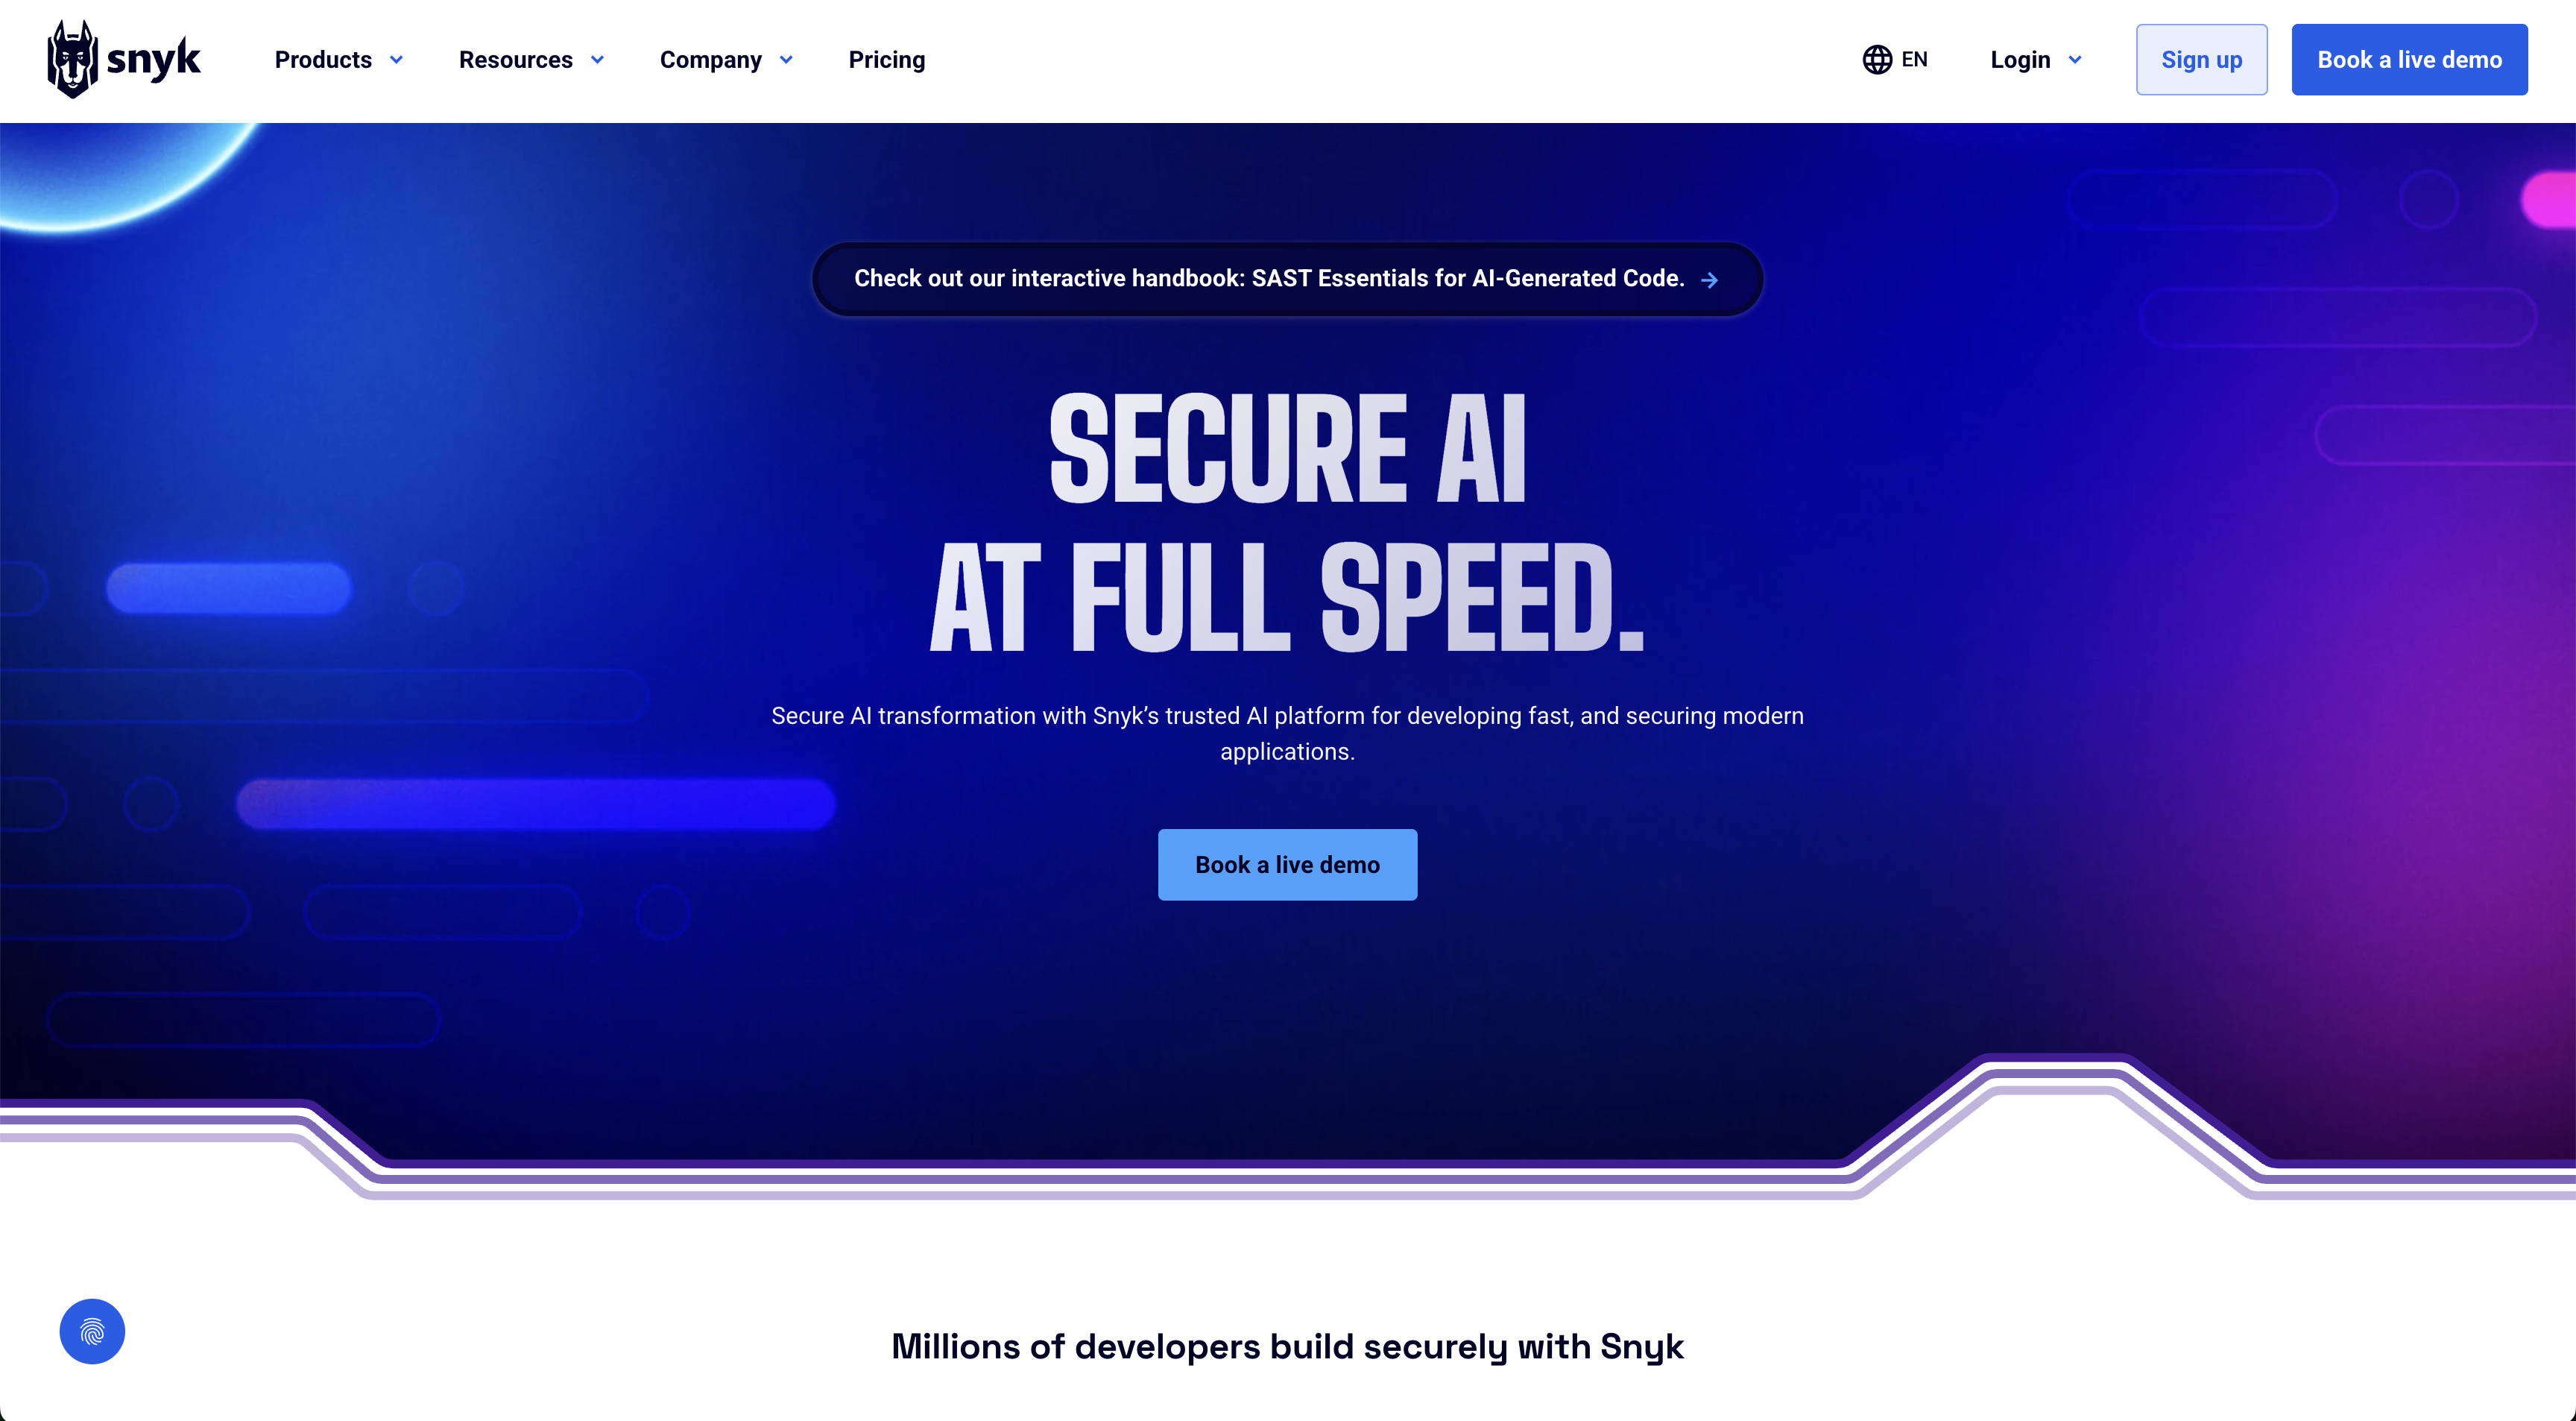 snyk
Products
Resources
Company
Pricing
EN
Login
Sign up
Book a live demo
Check out our interactive handbook: SAST Essentials for AI-Generated Code.
SECURE AI
AT FULL SPEED.
Secure AI transformation with Snyk’s trusted AI platform for developing fast, and securing modern
applications.
Book a live demo
Millions of developers build securely with Snyk